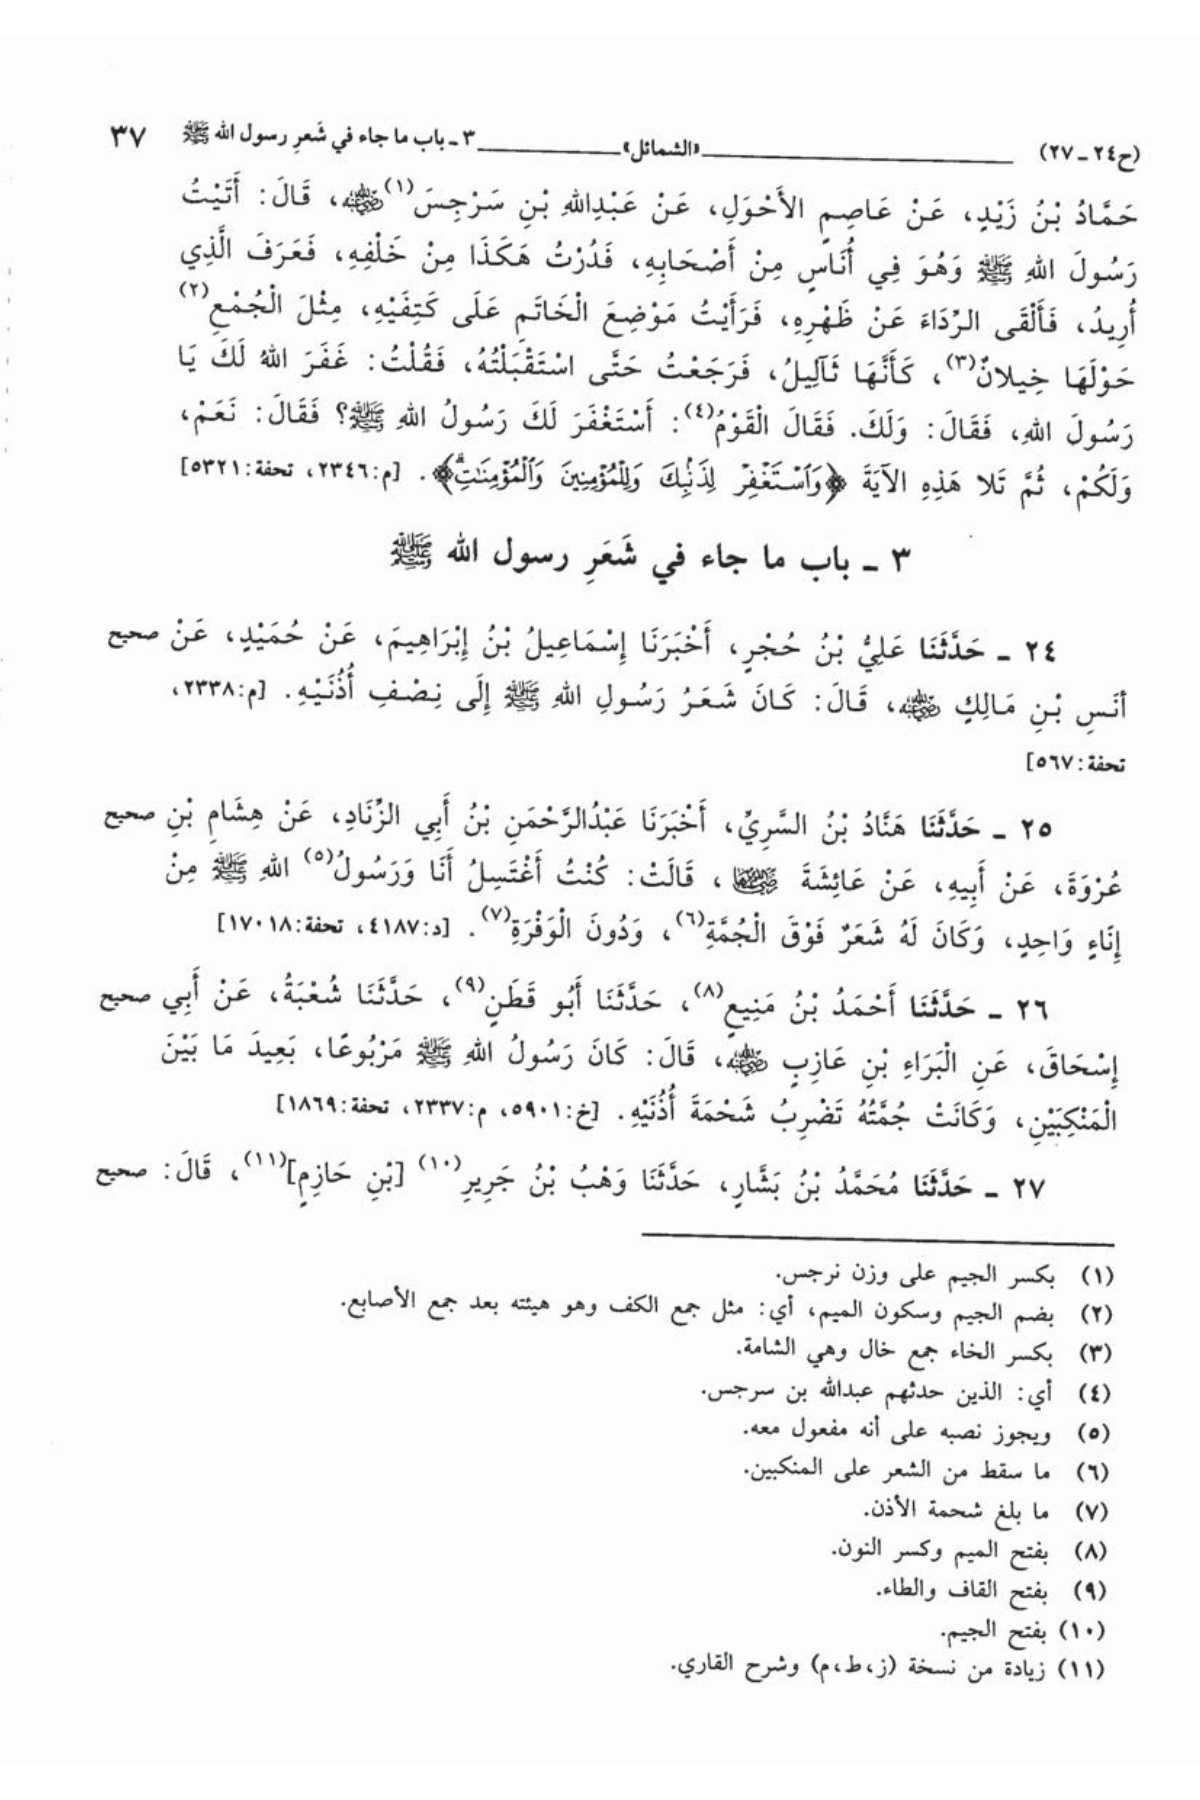 (ح٢٤ ـ ٢٧) «الشمائل» ٣ ـ باب ما جاء في شَعرِ رسول الله ﷺ ٣٧
حَمَّادُ بْنُ زَيْدٍ، عَنْ عَاصِمٍ الأَحْوَلِ، عَنْ عَبْدِاللهِ بْنِ سَرْجِسَ(١) رضي الله عنه، قَالَ: أَتَيْتُ
رَسُولَ اللهِ ﷺ وَهُوَ فِي أُنَاسٍ مِنْ أَصْحَابِهِ، فَدُرْتُ هَكَذَا مِنْ خَلْفِهِ، فَعَرَفَ الَّذِي
أُرِيدُ، فَأَلْقَى الرِّدَاءَ عَنْ ظَهْرِهِ، فَرَأَيْتُ مَوْضِعَ الْخَاتَمِ عَلَى كَتِفَيْهِ، مِثْلَ الْجُمْعِ(٢)
حَوْلَهَا خِيلانٌ(٣)، كَأَنَّهَا ثَآلِيلُ، فَرَجَعْتُ حَتَّى اسْتَقْبَلْتُهُ، فَقُلْتُ: غَفَرَ اللهُ لَكَ يَا
رَسُولَ اللهِ، فَقَالَ: وَلَكَ. فَقَالَ الْقَوْمُ(٤): أَسْتَغْفَرَ لَكَ رَسُولُ اللهِ ﷺ؟ فَقَالَ: نَعَمْ،
وَلَكُمْ، ثُمَّ تَلا هَذِهِ الآيَةَ ﴿وَٱسۡتَغۡفِرۡ لِذَنۢبِكَ وَلِلۡمُؤۡمِنِينَ وَٱلۡمُؤۡمِنَٰتِۗ﴾. [م:٢٣٤٦، تحفة:٥٣٢١]
٣ ـ باب ما جاء في شَعَرِ رسول الله ﷺ
٢٤ ـ حَدَّثَنَا عَلِيُّ بْنُ حُجْرٍ، أَخْبَرَنَا إِسْمَاعِيلُ بْنُ إِبْرَاهِيمَ، عَنْ حُمَيْدٍ، عَنْ صحيح
أَنَسِ بْنِ مَالِكٍ رضي الله عنه، قَالَ: كَانَ شَعَرُ رَسُولِ اللهِ ﷺ إِلَى نِصْفِ أُذُنَيْهِ. [م:٢٣٣٨،
تحفة:٥٦٧]
٢٥ ـ حَدَّثَنَا هَنَّادُ بْنُ السَّرِيِّ، أَخْبَرَنَا عَبْدُالرَّحْمَنِ بْنُ أَبِي الزِّنَادِ، عَنْ هِشَامِ بْنِ صحيح
عُرْوَةَ، عَنْ أَبِيهِ، عَنْ عَائِشَةَ رضي الله عنها، قَالَتْ: كُنْتُ أَغْتَسِلُ أَنَا وَرَسُولُ(٥) اللهِ ﷺ مِنْ
إِنَاءٍ وَاحِدٍ، وَكَانَ لَهُ شَعَرٌ فَوْقَ الْجُمَّةِ(٦)، وَدُونَ الْوَفْرَةِ(٧). [د:٤١٨٧، تحفة:١٧٠١٨]
٢٦ ـ حَدَّثَنَا أَحْمَدُ بْنُ مَنِيعٍ(٨)، حَدَّثَنَا أَبُو قَطَنٍ(٩)، حَدَّثَنَا شُعْبَةُ، عَنْ أَبِي صحيح
إِسْحَاقَ، عَنِ الْبَرَاءِ بْنِ عَازِبٍ رضي الله عنه، قَالَ: كَانَ رَسُولُ اللهِ ﷺ مَرْبُوعًا، بَعِيدَ مَا بَيْنَ
الْمَنْكِبَيْنِ، وَكَانَتْ جُمَّتُهُ تَضْرِبُ شَحْمَةَ أُذُنَيْهِ. [خ:٥٩٠١، م:٢٣٣٧، تحفة:١٨٦٩]
٢٧ ـ حَدَّثَنَا مُحَمَّدُ بْنُ بَشَّارٍ، حَدَّثَنَا وَهْبُ بْنُ جَرِيرِ(١٠) [بْنِ حَازِمٍ](١١)، قَالَ: صحيح
(١) بكسر الجيم على وزن نرجس.
(٢) بضم الجيم وسكون الميم، أي: مثل جمع الكف وهو هيئته بعد جمع الأصابع.
(٣) بكسر الخاء جمع خال وهي الشامة.
(٤) أي: الذين حدثهم عبدالله بن سرجس.
(٥) ويجوز نصبه على أنه مفعول معه.
(٦) ما سقط من الشعر على المنكبين.
(٧) ما بلغ شحمة الأذن.
(٨) بفتح الميم وكسر النون.
(٩) بفتح القاف والطاء.
(١٠) بفتح الجيم.
(١١) زيادة من نسخة (ز،ط،م) وشرح القاري.